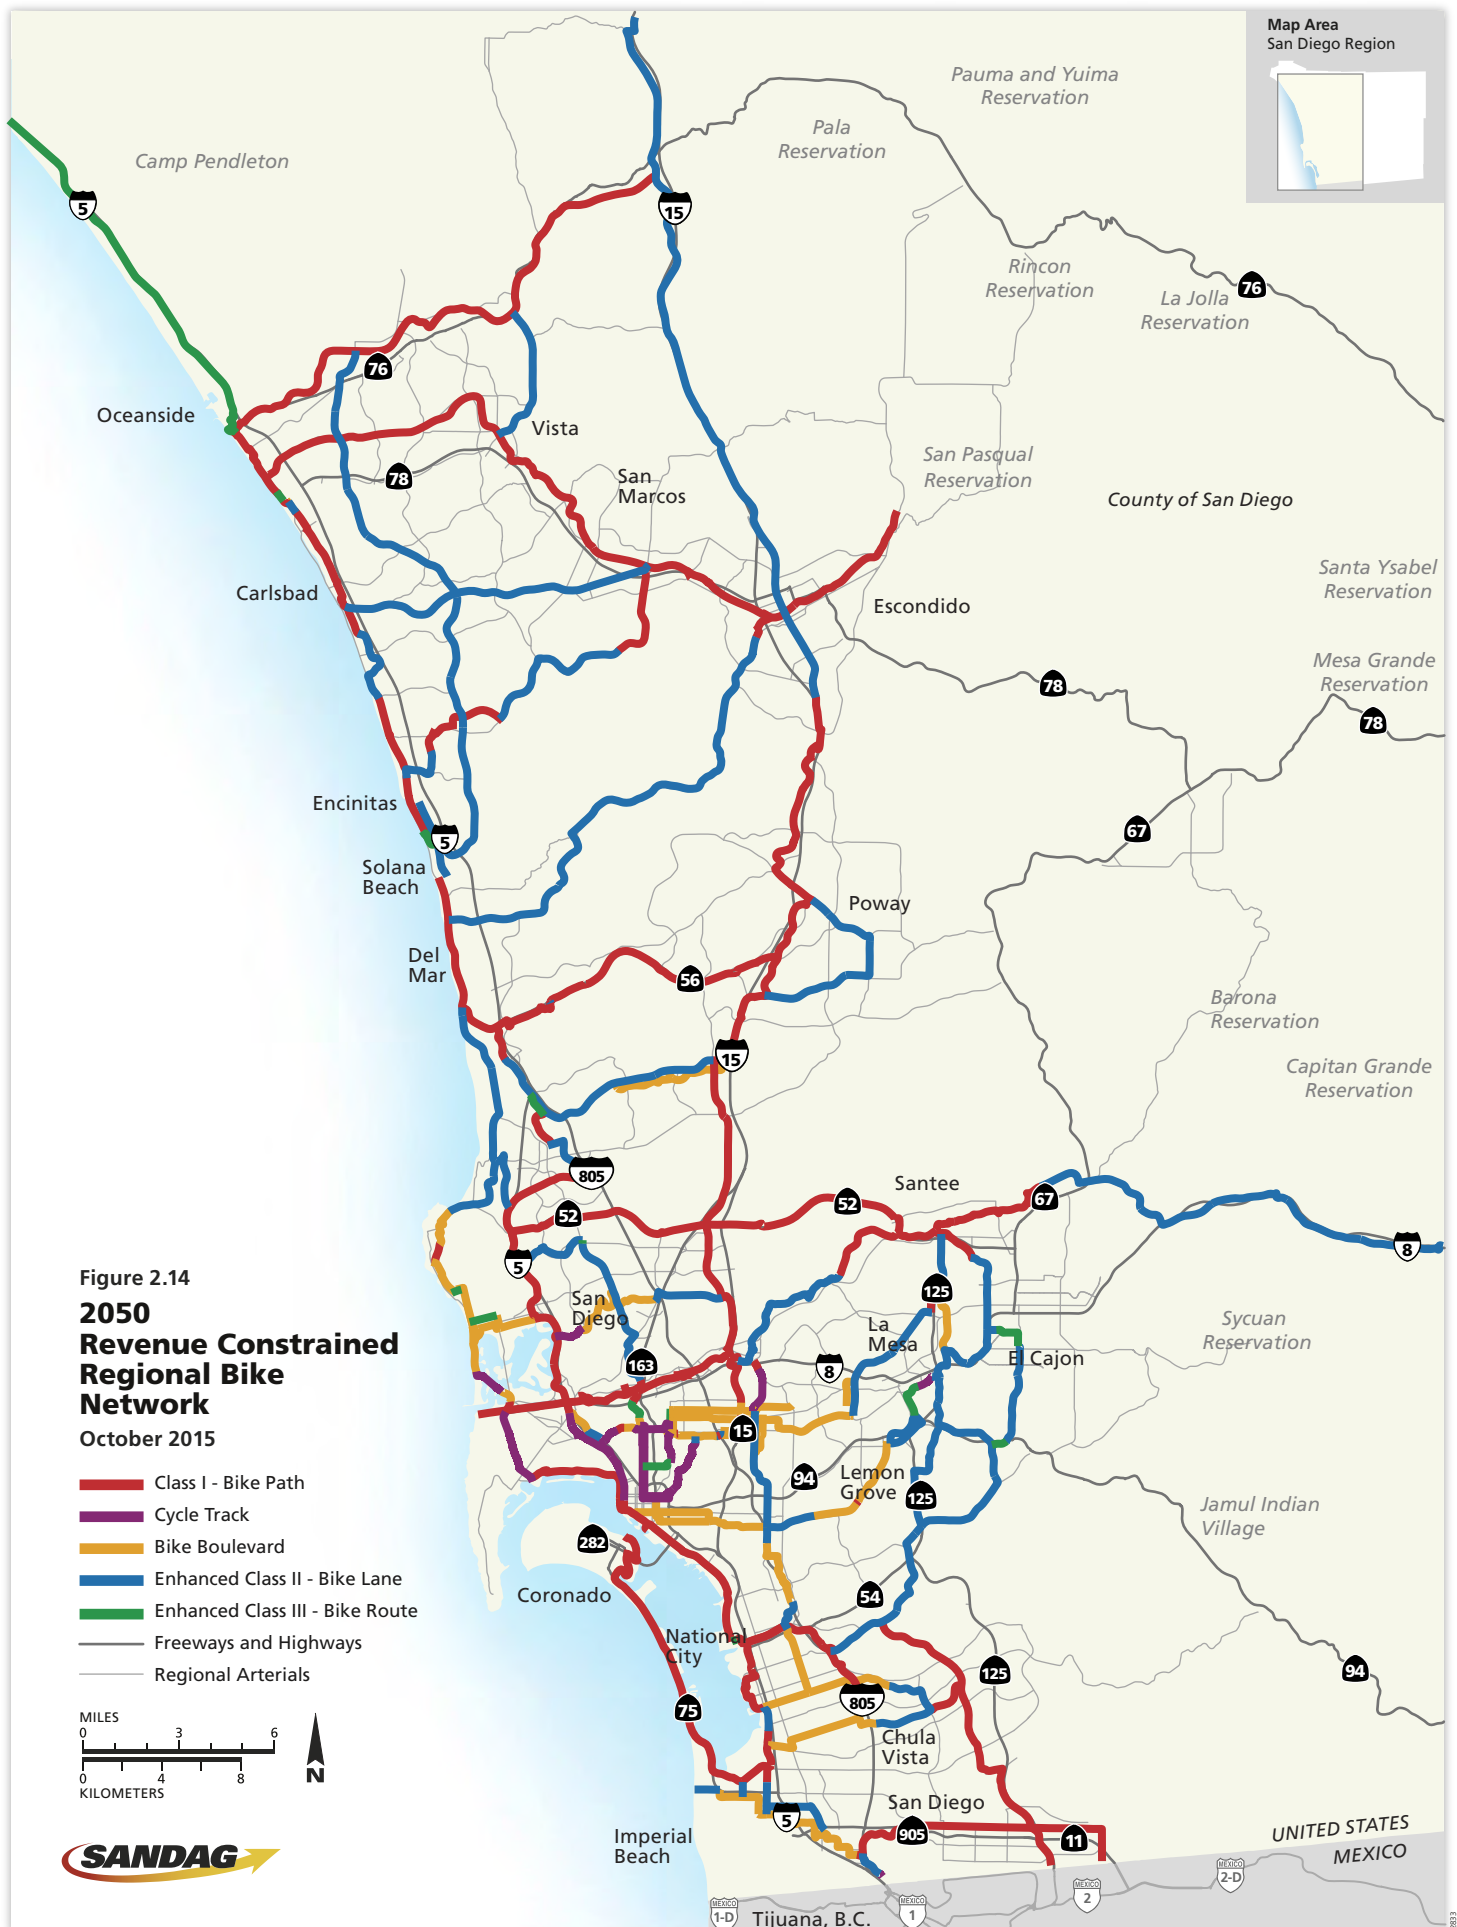 Map Area
San Diego Region
Pauma and Yuima
Reservation
Pala
Reservation
Camp Pendleton
5
15
Rincon
Reservation
76
La Jolla
Reservation
76
Oceanside
Vista
78
San
Marcos
San Pasqual
Reservation
County of San Diego
Santa Ysabel
Reservation
Carlsbad
Escondido
Mesa Grande
Reservation
78
78
Encinitas
5
67
Solana
Beach
Poway
Del
Mar
56
Barona
Reservation
15
Capitan Grande
Reservation
805
Santee
52
67
52
8
5
125
Figure 2.14
2050
Revenue Constrained
Regional Bike
Network
October 2015
San
Diego
La
Mesa
Sycuan
Reservation
163
8
El Cajon
15
94
Lemon
Grove
125
Jamul Indian
Village
Class I - Bike Path
Cycle Track
Bike Boulevard
Enhanced Class II - Bike Lane
Enhanced Class III - Bike Route
Freeways and Highways
Regional Arterials
282
Coronado
54
National
City
125
94
75
805
Chula
Vista
MILES
0 3 6
0 4 8
KILOMETERS
N
San Diego
5
905
11
Imperial
Beach
UNITED STATES
MEXICO
SANDAG
MEXICO
1-D
Tijuana, B.C.
MEXICO
1
MEXICO
2
MEXICO
2-D
2833